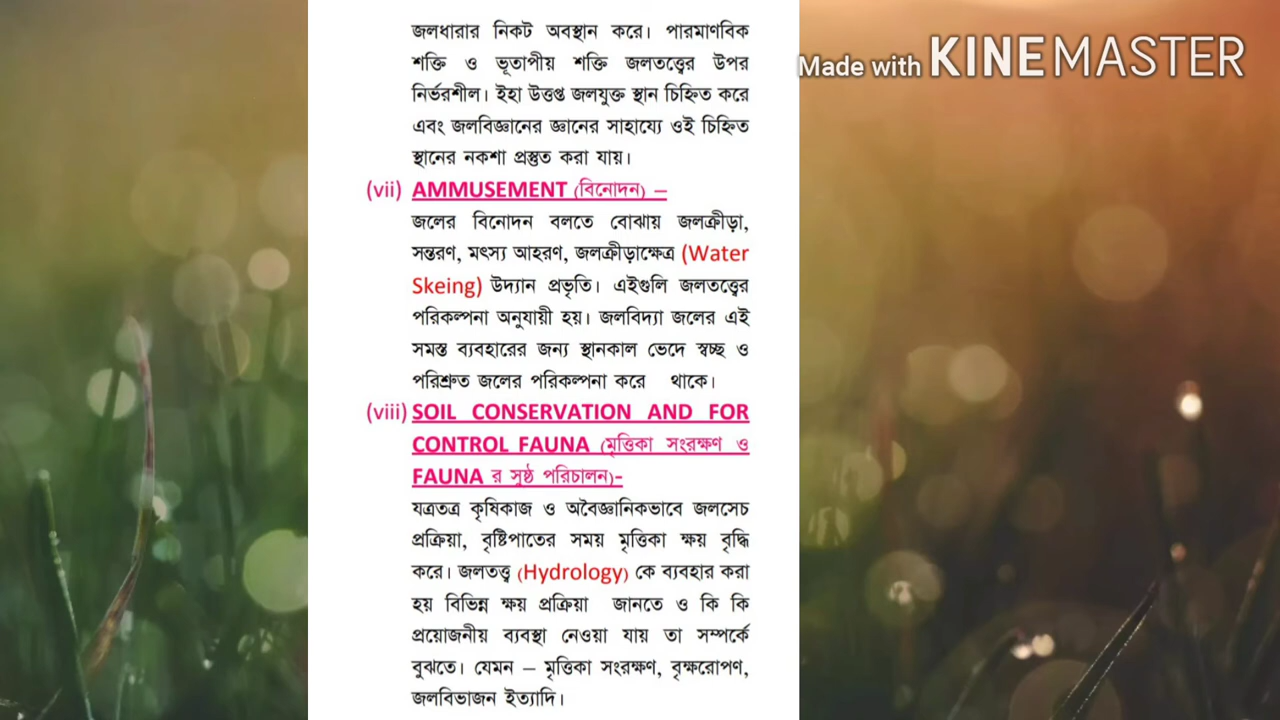 জলধারার নিকট অবস্থান করে। পারমাণবিক
শক্তি ও ভূতাপীয় শক্তি জলতত্ত্বের উপর
নির্ভরশীল। ইহা উত্তপ্ত জলযুক্ত স্থান চিহ্নিত করে
এবং জলবিজ্ঞানের জ্ঞানের সাহায্যে ওই চিহ্নিত
স্থানের নকশা প্রস্তুত করা যায়।
(vii) AMMUSEMENT (বিনোদন) –
জলের বিনোদন বলতে বোঝায় জলক্রীড়া,
সন্তরণ, মৎস্য আহরণ, জলক্রীড়াক্ষেত্র (Water
Skeing) উদ্যান প্রভৃতি। এইগুলি জলতত্ত্বের
পরিকল্পনা অনুযায়ী হয়। জলবিদ্যা জলের এই
সমস্ত ব্যবহারের জন্য স্থানকাল ভেদে স্বচ্ছ ও
পরিশ্রুত জলের পরিকল্পনা করে থাকে।
(viii) SOIL CONSERVATION AND FOR
CONTROL FAUNA (মৃত্তিকা সংরক্ষণ ও
FAUNA র সুষ্ঠ পরিচালন)-
যত্রতত্র কৃষিকাজ ও অবৈজ্ঞানিকভাবে জলসেচ
প্রক্রিয়া, বৃষ্টিপাতের সময় মৃত্তিকা ক্ষয় বৃদ্ধি
করে। জলতত্ত্ব (Hydrology) কে ব্যবহার করা
হয় বিভিন্ন ক্ষয় প্রক্রিয়া জানতে ও কি কি
প্রয়োজনীয় ব্যবস্থা নেওয়া যায় তা সম্পর্কে
বুঝতে। যেমন – মৃত্তিকা সংরক্ষণ, বৃক্ষরোপণ,
জলবিভাজন ইত্যাদি।
Made with KINEMASTER